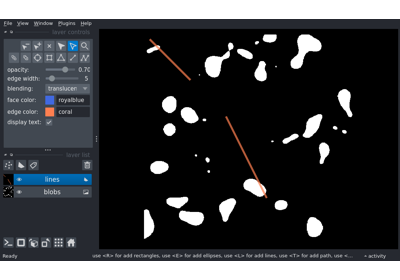 File View Window Plugins Help
layer controls
opacity: 0.70
edge width: 5
blending: translucen
face color: royalblue
edge color: coral
display text:
layer list
lines
blobs
Ready use <R> for add rectangles, use <E> for add ellipses, use <L> for add lines, use <T> for add path, use <... activity